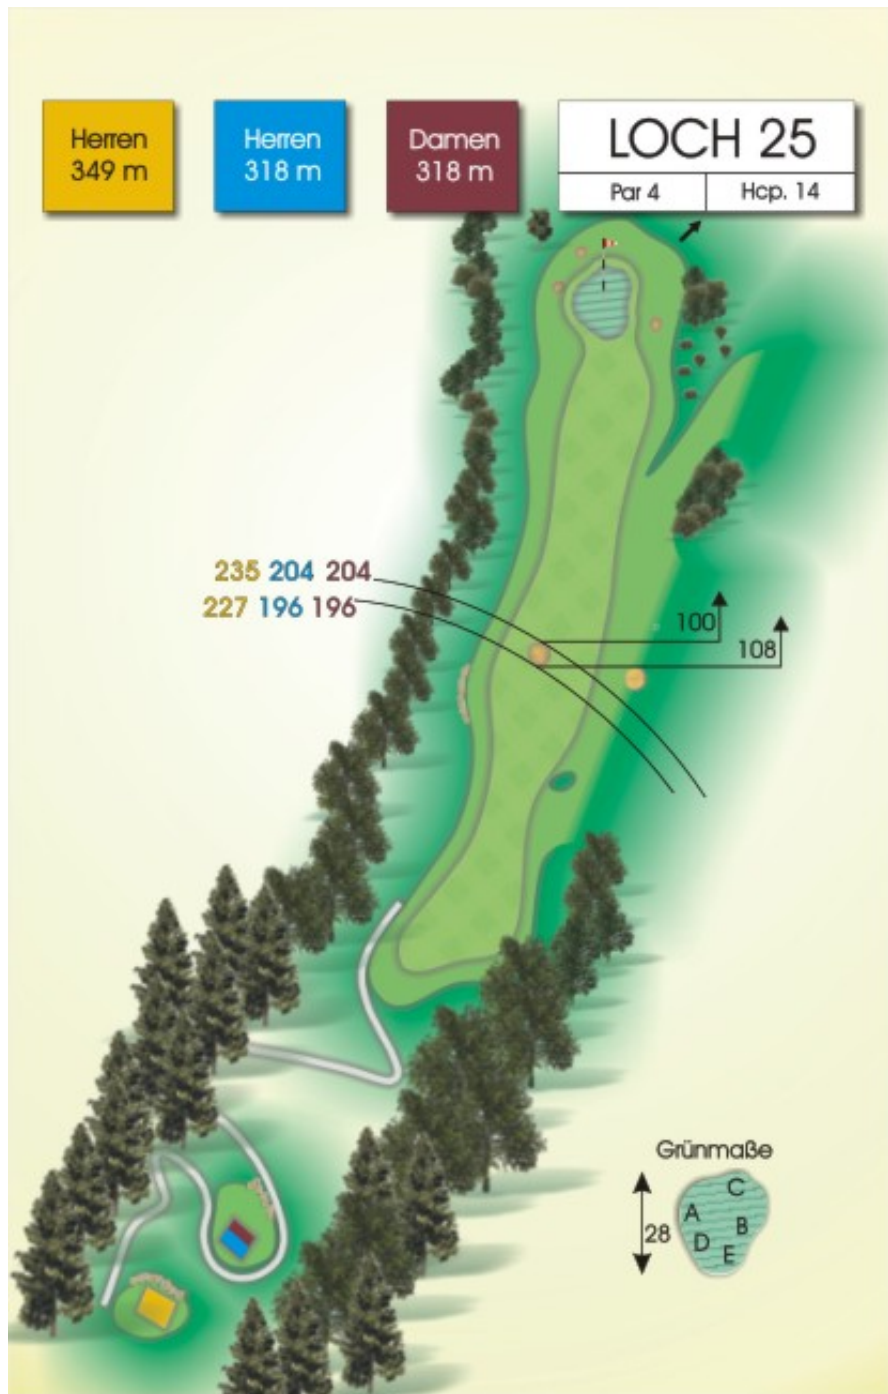 Herren
349 m
Herren
318 m
Damen
318 m
LOCH 25
Par 4
Hcp. 14
235 204 204
227 196 196
100
108
Grünmaße
28
C
A
B
D
E